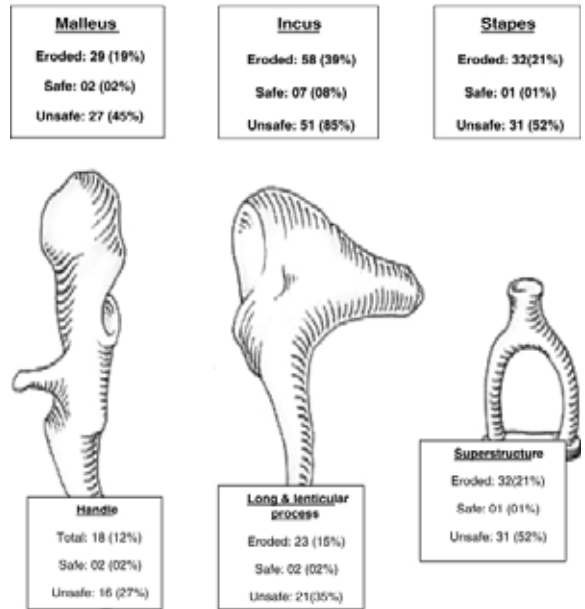 Malleus
Eroded: 29 (19%)
Safe: 02 (02%)
Unsafe: 27 (45%)
Incus
Eroded: 58 (39%)
Safe: 07 (08%)
Unsafe: 51 (85%)
Stapes
Eroded: 32(21%)
Safe: 01 (01%)
Unsafe: 31 (52%)
Handle
Total: 18 (12%)
Safe: 02 (02%)
Unsafe: 16 (27%)
Long & lenticular
process
Eroded: 23 (15%)
Safe: 02 (02%)
Unsafe: 21(35%)
Superstructure
Eroded: 32(21%)
Safe: 01 (01%)
Unsafe: 31 (52%)